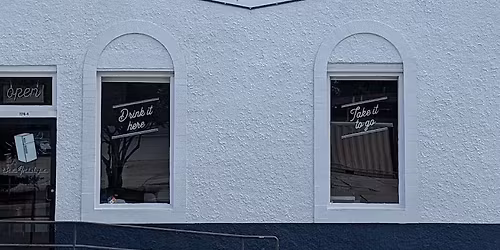 open
Drink it
here
Take it
to go